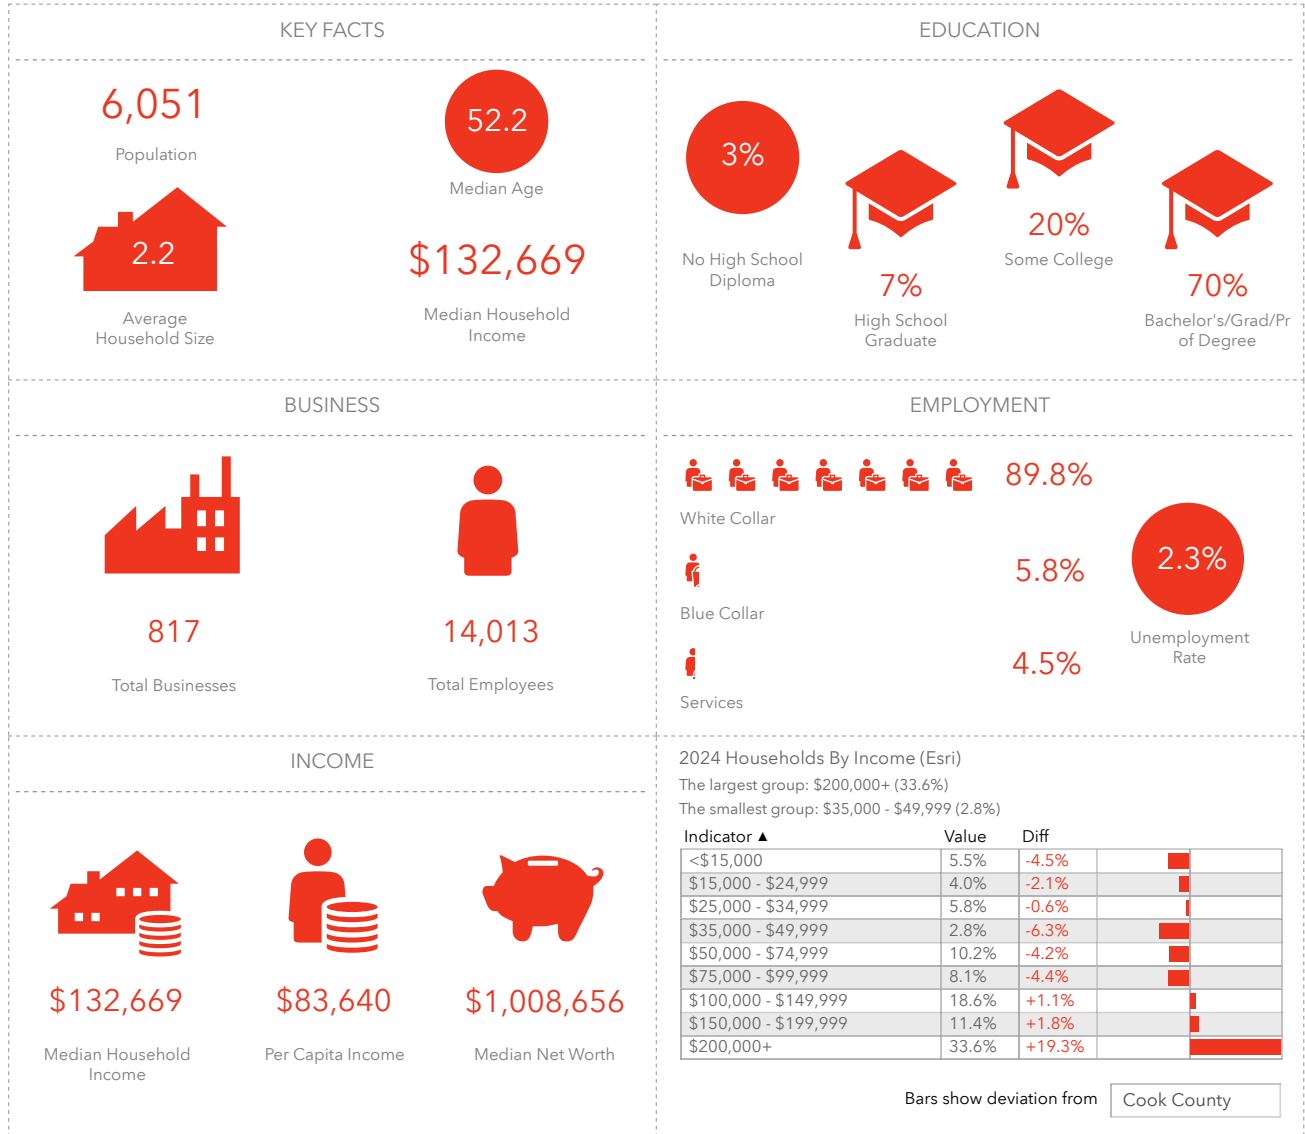 KEY FACTS
6,051
Population
52.2
Median Age
2.2
Average
Household Size
$132,669
Median Household
Income
EDUCATION
3%
No High School
Diploma
7%
High School
Graduate
20%
Some College
70%
Bachelor's/Grad/Pr
of Degree
BUSINESS
817
Total Businesses
14,013
Total Employees
EMPLOYMENT
89.8%
White Collar
5.8%
Blue Collar
4.5%
Services
2.3%
Unemployment
Rate
INCOME
$132,669
Median Household
Income
$83,640
Per Capita Income
$1,008,656
Median Net Worth
2024 Households By Income (Esri)
The largest group: $200,000+ (33.6%)
The smallest group: $35,000 - $49,999 (2.8%)
Indicator ▲ Value Diff
<$15,000 5.5% -4.5%
$15,000 - $24,999 4.0% -2.1%
$25,000 - $34,999 5.8% -0.6%
$35,000 - $49,999 2.8% -6.3%
$50,000 - $74,999 10.2% -4.2%
$75,000 - $99,999 8.1% -4.4%
$100,000 - $149,999 18.6% +1.1%
$150,000 - $199,999 11.4% +1.8%
$200,000+ 33.6% +19.3%
Bars show deviation from Cook County